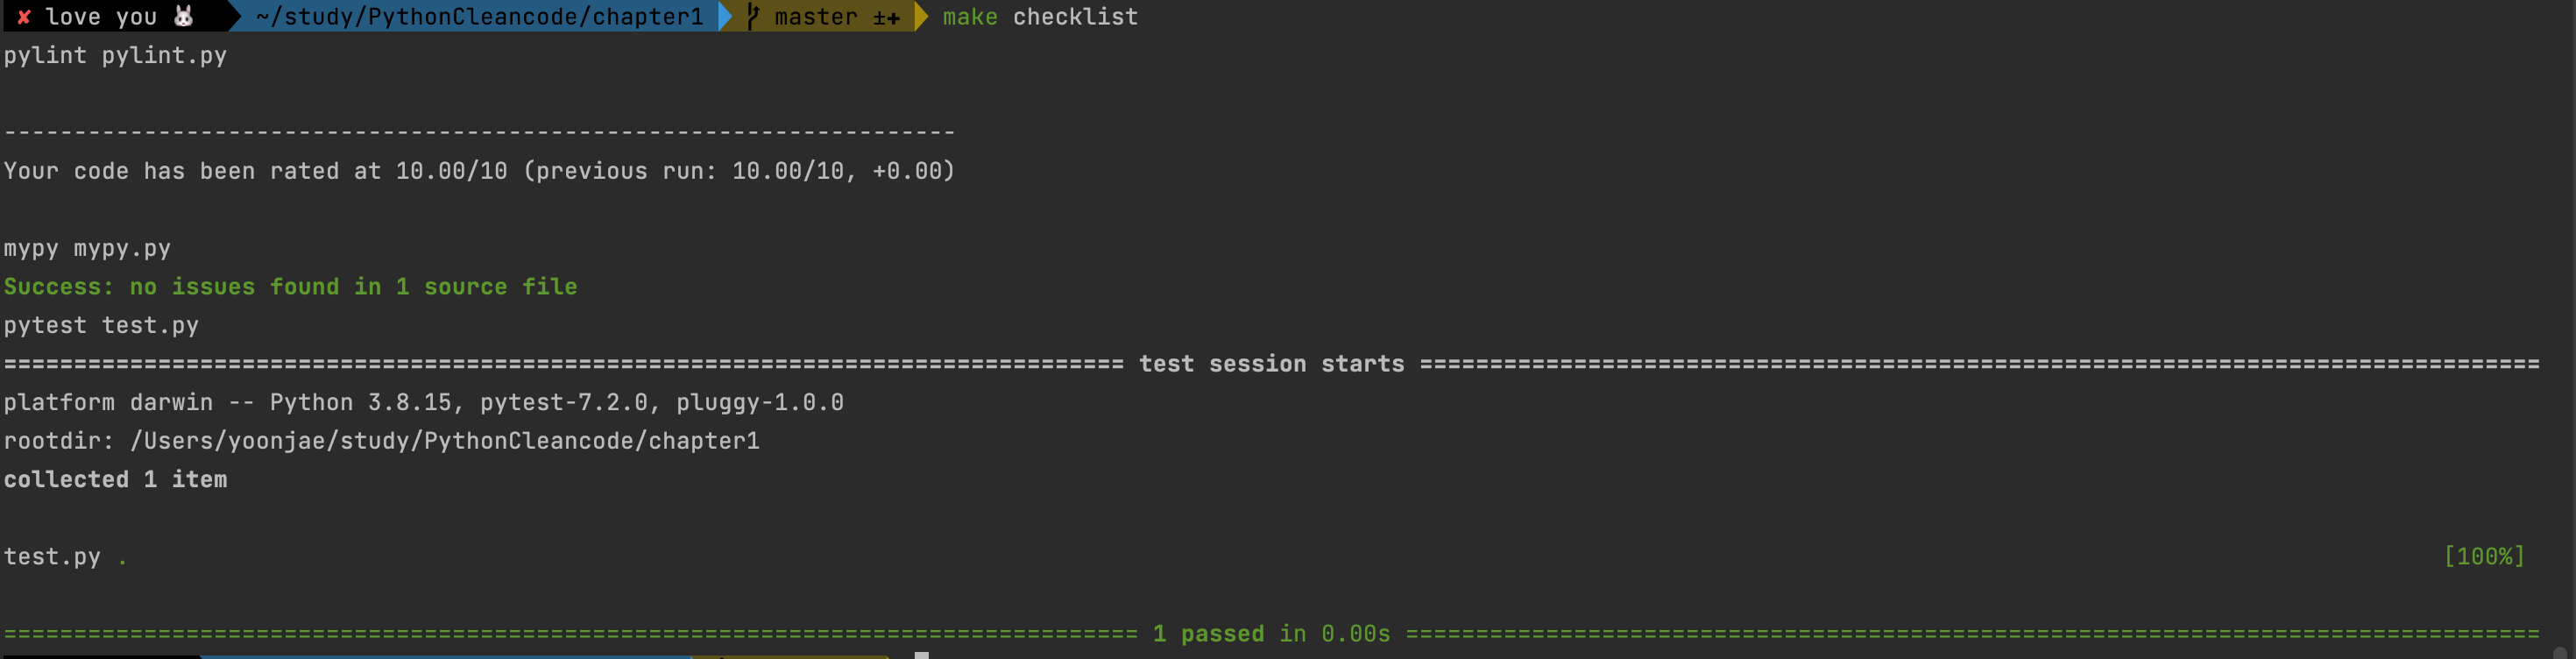 ✘ love you 🐰 ~/study/PythonCleancode/chapter1 master ±✚ make checklist
pylint pylint.py
--------------------------------------------------------------------
Your code has been rated at 10.00/10 (previous run: 10.00/10, +0.00)
mypy mypy.py
Success: no issues found in 1 source file
pytest test.py
================================================================================ test session starts ================================================================================
platform darwin -- Python 3.8.15, pytest-7.2.0, pluggy-1.0.0
rootdir: /Users/yoonjae/study/PythonCleancode/chapter1
collected 1 item
test.py . [100%]
================================================================================= 1 passed in 0.00s =================================================================================